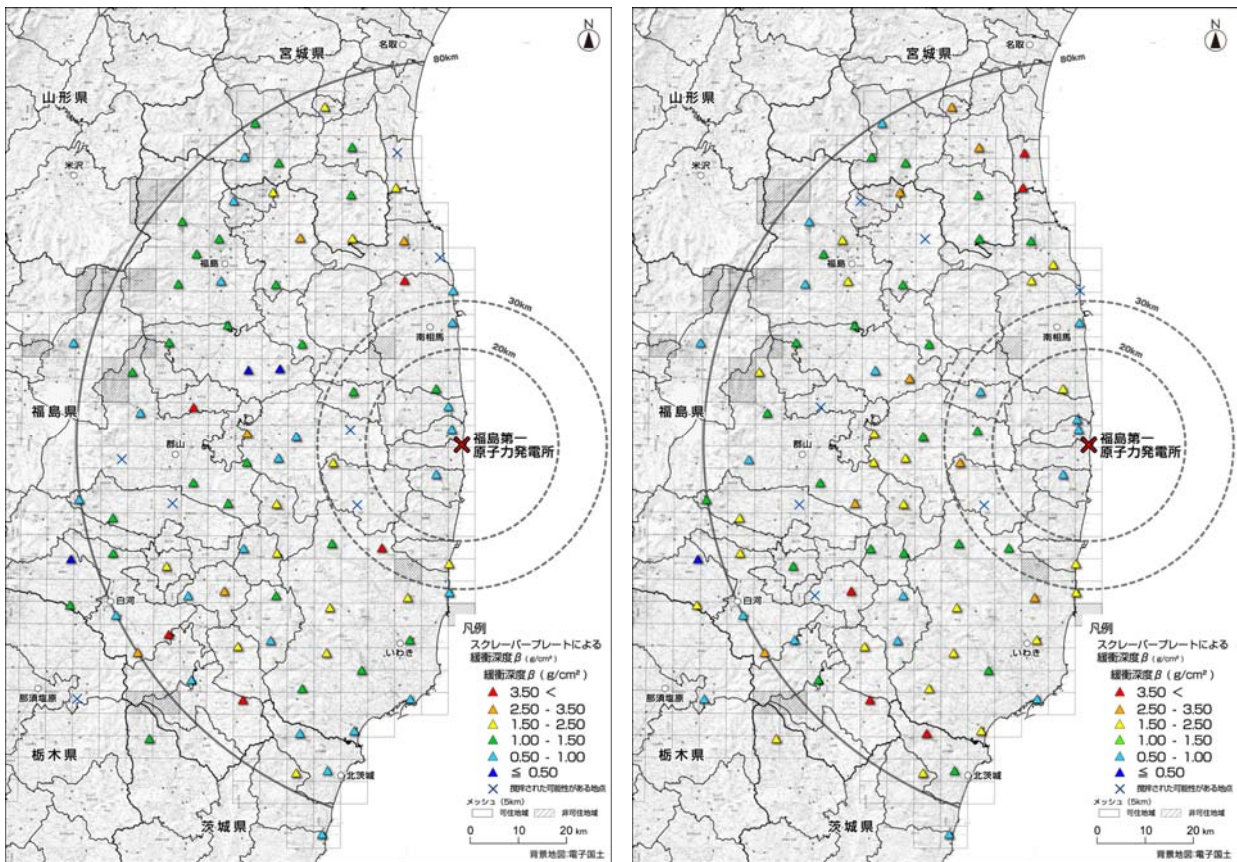 N
名取
宮城県
80km
山形県
米沢
福島
30km
南相馬
20km
福島県
郡山
福島第一
原子力発電所
白河
いわき
那須塩原
栃木県
北茨城
茨城県
凡例
スクレーパープレートによる
緩衝深度β (g/cm²)
緩衝深度β (g/cm²)
3.50 <
2.50 - 3.50
1.50 - 2.50
1.00 - 1.50
0.50 - 1.00
≦ 0.50
撹拌された可能性がある地点
メッシュ (5km)
可住地域 非可住地域
0 10 20 km
背景地図:電子国土
N
名取
宮城県
80km
山形県
米沢
福島
30km
南相馬
20km
福島県
郡山
福島第一
原子力発電所
白河
いわき
那須塩原
栃木県
北茨城
茨城県
凡例
スクレーパープレートによる
緩衝深度β (g/cm²)
緩衝深度β (g/cm²)
3.50 <
2.50 - 3.50
1.50 - 2.50
1.00 - 1.50
0.50 - 1.00
≦ 0.50
撹拌された可能性がある地点
メッシュ (5km)
可住地域 非可住地域
0 10 20 km
背景地図:電子国土